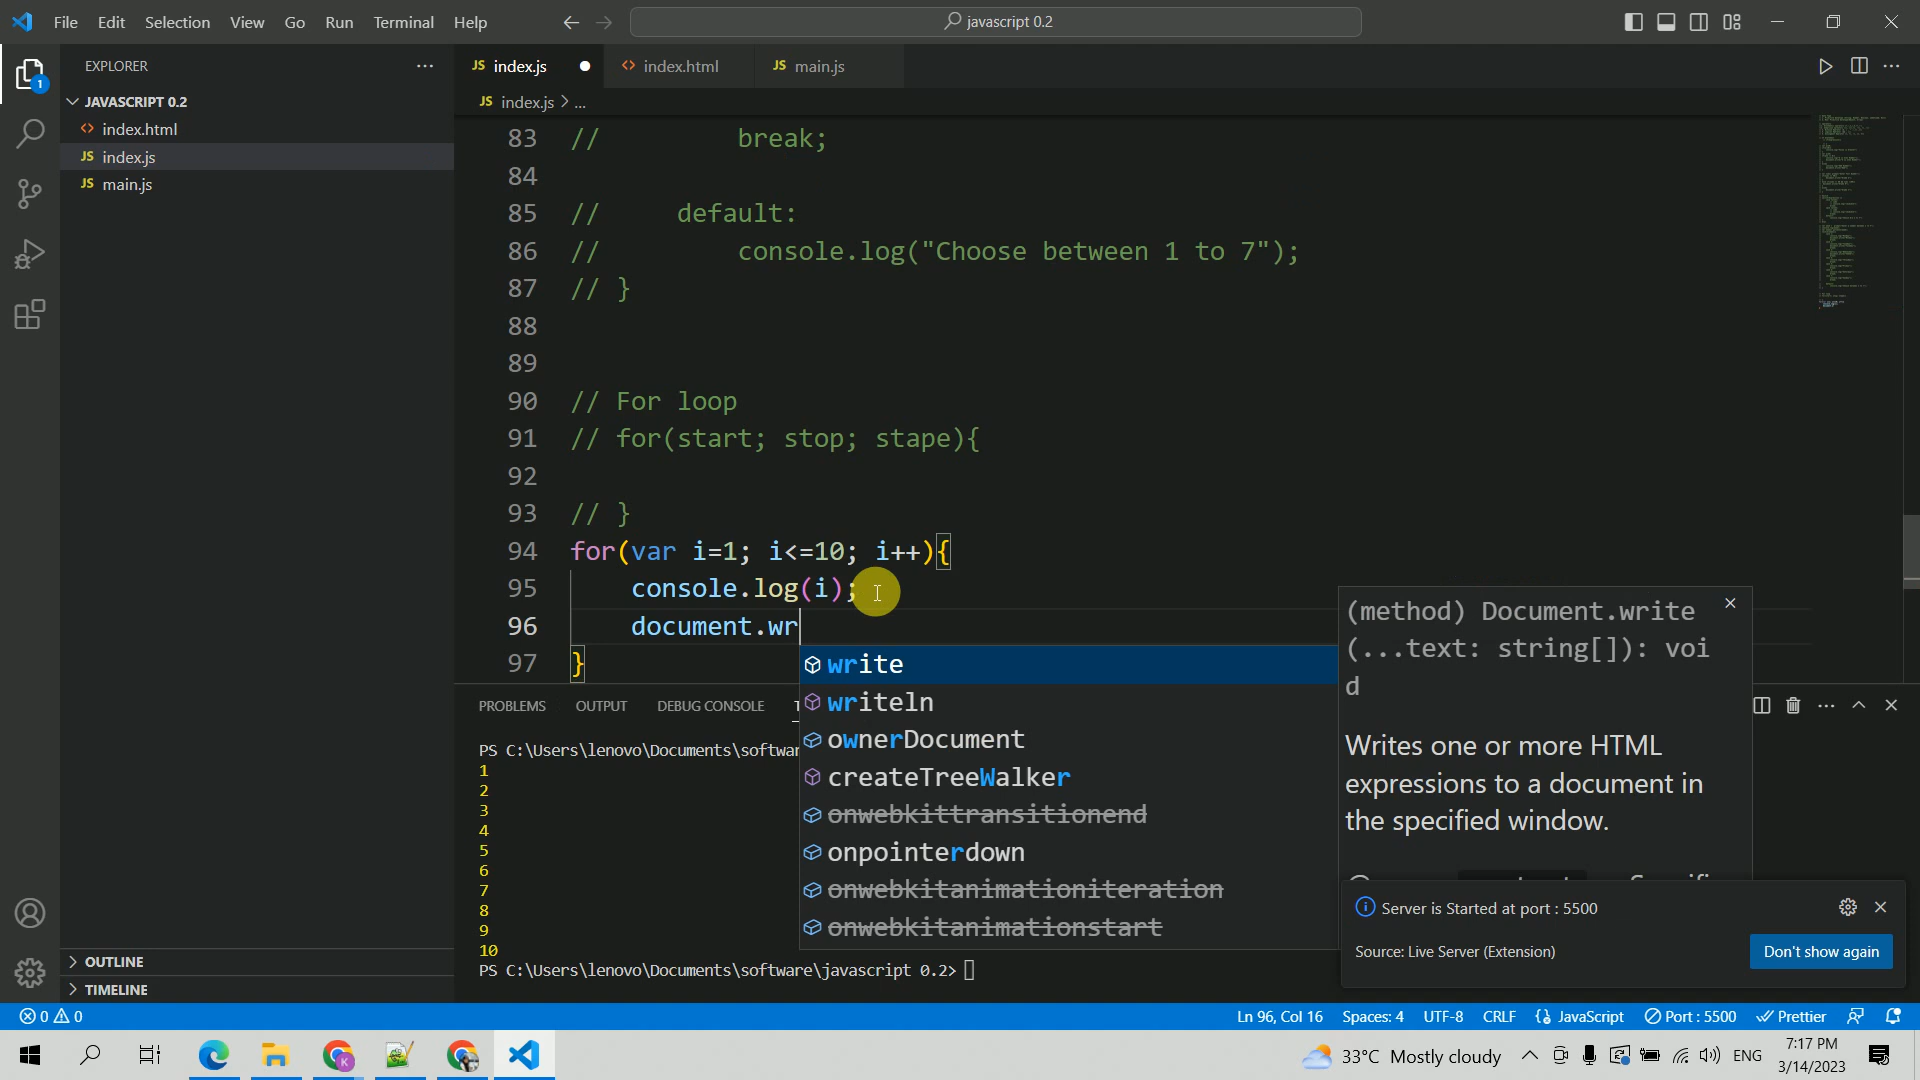 File Edit Selection View Go Run Terminal Help
javascript 0.2
EXPLORER
JS index.js
index.html
JS main.js
1
JAVASCRIPT 0.2
index.html
JS index.js
JS main.js
JS index.js > ...
83 // break;
84
85 // default:
86 // console.log("Choose between 1 to 7");
87 // }
88
89
90 // For loop
91 // for(start; stop; stape){
92
93 // }
94 for(var i=1; i<=10; i++){
95 console.log(i);
96 document.wr
97 }
write
writeln
ownerDocument
createTreeWalker
onwebkittransitionend
onpointerdown
onwebkitanimationiteration
onwebkitanimationstart
(method) Document.write
(...text: string[]): voi
d
Writes one or more HTML
expressions to a document in
the specified window.
PROBLEMS OUTPUT DEBUG CONSOLE
PS C:\Users\lenovo\Documents\softwar
1
2
3
4
5
6
7
8
9
10
PS C:\Users\lenovo\Documents\software\javascript 0.2>
Server is Started at port : 5500
Source: Live Server (Extension)
Don't show again
OUTLINE
TIMELINE
0 0
Ln 96, Col 16 Spaces: 4 UTF-8 CRLF JavaScript Port : 5500 Prettier
33°C Mostly cloudy
ENG
7:17 PM
3/14/2023